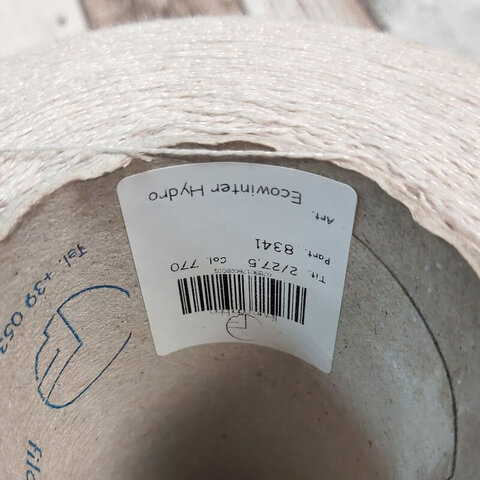 Art. Ecowinter Hydro
Part. 8341
Tit. 2/27.5 Col. 770
Tel. +39 053